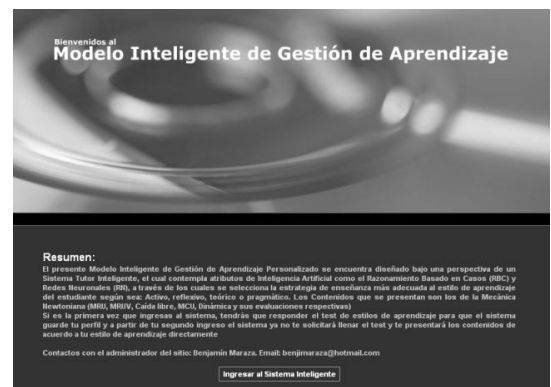 Bienvenidos al
Modelo Inteligente de Gestión de Aprendizaje
Resumen:
El presente Modelo Inteligente de Gestión de Aprendizaje Personalizado se encuentra diseñado bajo una perspectiva de un
Sistema Tutor Inteligente, el cual contempla atributos de Inteligencia Artificial como el Razonamiento Basado en Casos (RBC) y
Redes Neuronales (RN), a través de los cuales se selecciona la estrategia de enseñanza más adecuada al estilo de aprendizaje
del estudiante según sea: Activo, reflexivo, teórico o pragmático. Los Contenidos que se presentan son los de la Mecánica
Newtoniana (MRU, MRUV, Caída libre, MCU, Dinámica y sus evaluaciones respectivas)
Si es la primera vez que ingresas al sistema, tendrás que responder el test de estilos de aprendizaje para que el sistema
guarde tu perfil y a partir de tu segundo ingreso el sistema ya no te solicitará llenar el test y te presentará los contenidos de
acuerdo a tu estilo de aprendizaje directamente
Contactos con el administrador del sitio: Benjamín Maraza. Email: benjimaraza@hotmail.com
Ingresar al Sistema Inteligente